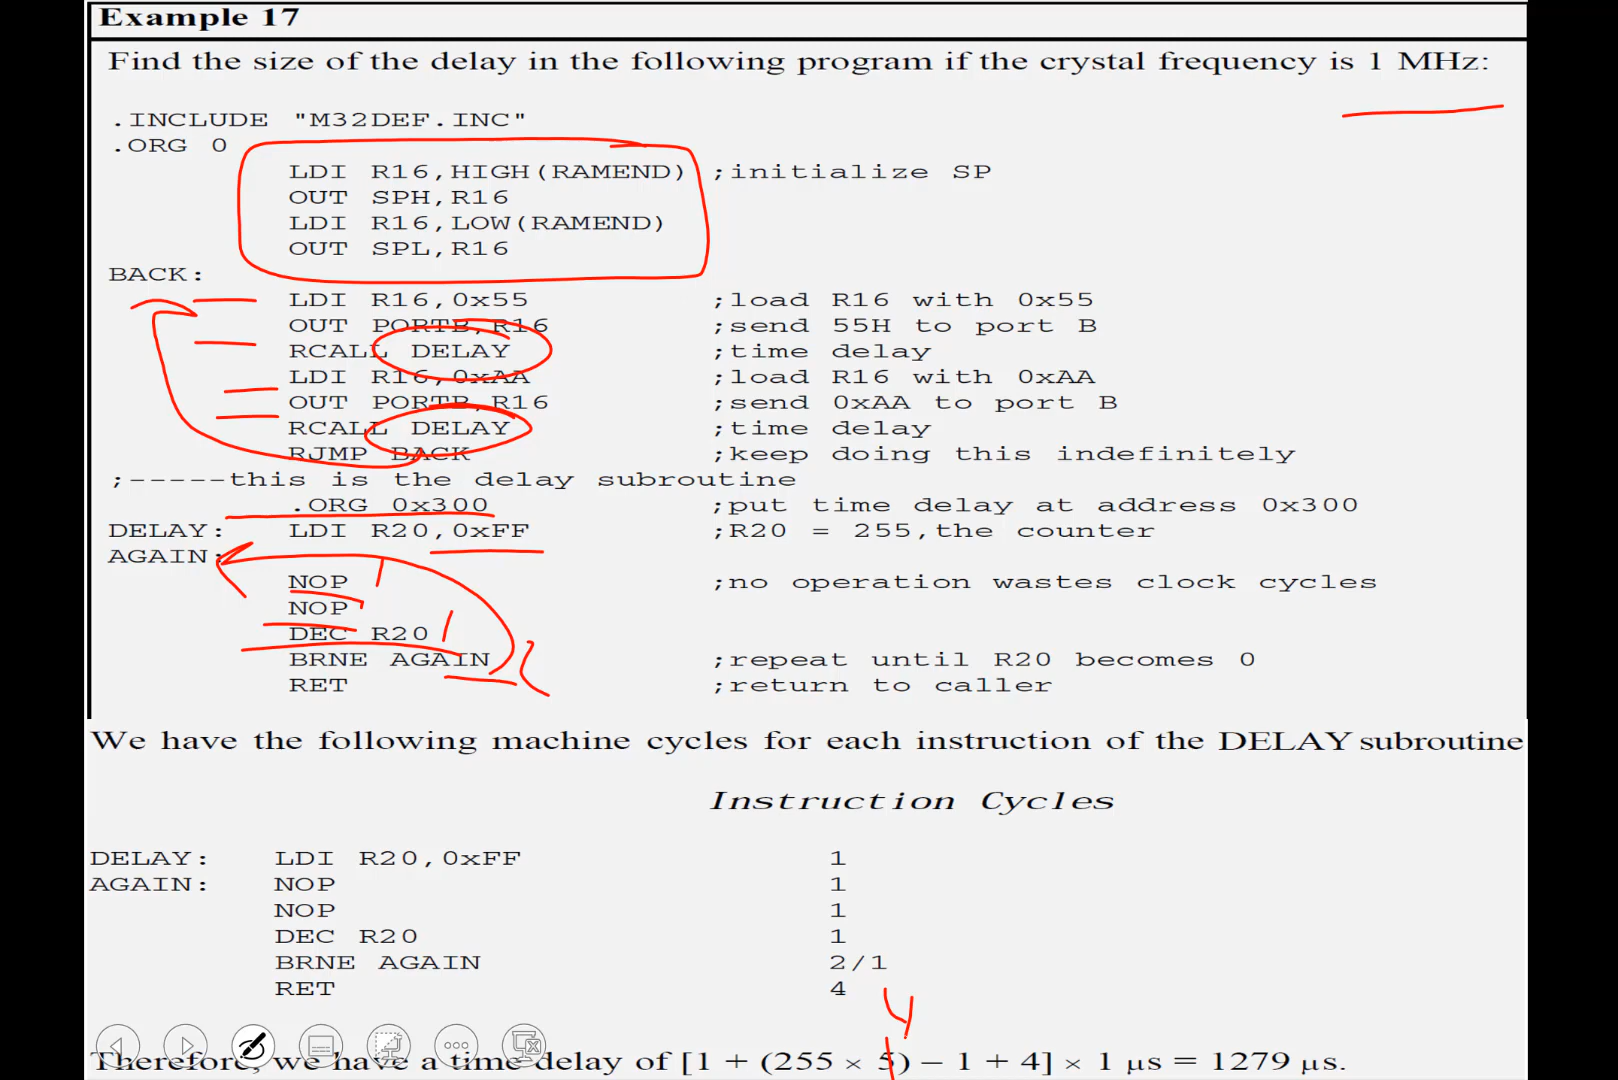 Example 17
Find the size of the delay in the following program if the crystal frequency is 1 MHz:
.INCLUDE "M32DEF.INC"
.ORG 0
LDI R16,HIGH(RAMEND) ;initialize SP
OUT SPH,R16
LDI R16,LOW(RAMEND)
OUT SPL,R16
BACK:
LDI R16,0x55 ;load R16 with 0x55
OUT PORTB,R16 ;send 55H to port B
RCALL DELAY ;time delay
LDI R16,0xAA ;load R16 with 0xAA
OUT PORTB,R16 ;send 0xAA to port B
RCALL DELAY ;time delay
RJMP BACK ;keep doing this indefinitely
;-----this is the delay subroutine
.ORG 0x300 ;put time delay at address 0x300
DELAY: LDI R20,0xFF ;R20 = 255,the counter
AGAIN:
NOP ;no operation wastes clock cycles
NOP
DEC R20
BRNE AGAIN ;repeat until R20 becomes 0
RET ;return to caller
We have the following machine cycles for each instruction of the DELAY subroutine
Instruction Cycles
DELAY: LDI R20,0xFF 1
AGAIN: NOP 1
NOP 1
DEC R20 1
BRNE AGAIN 2/1
RET 4
Therefore, we have a time delay of [1 + (255 × 5) – 1 + 4] × 1 µs = 1279 µs.